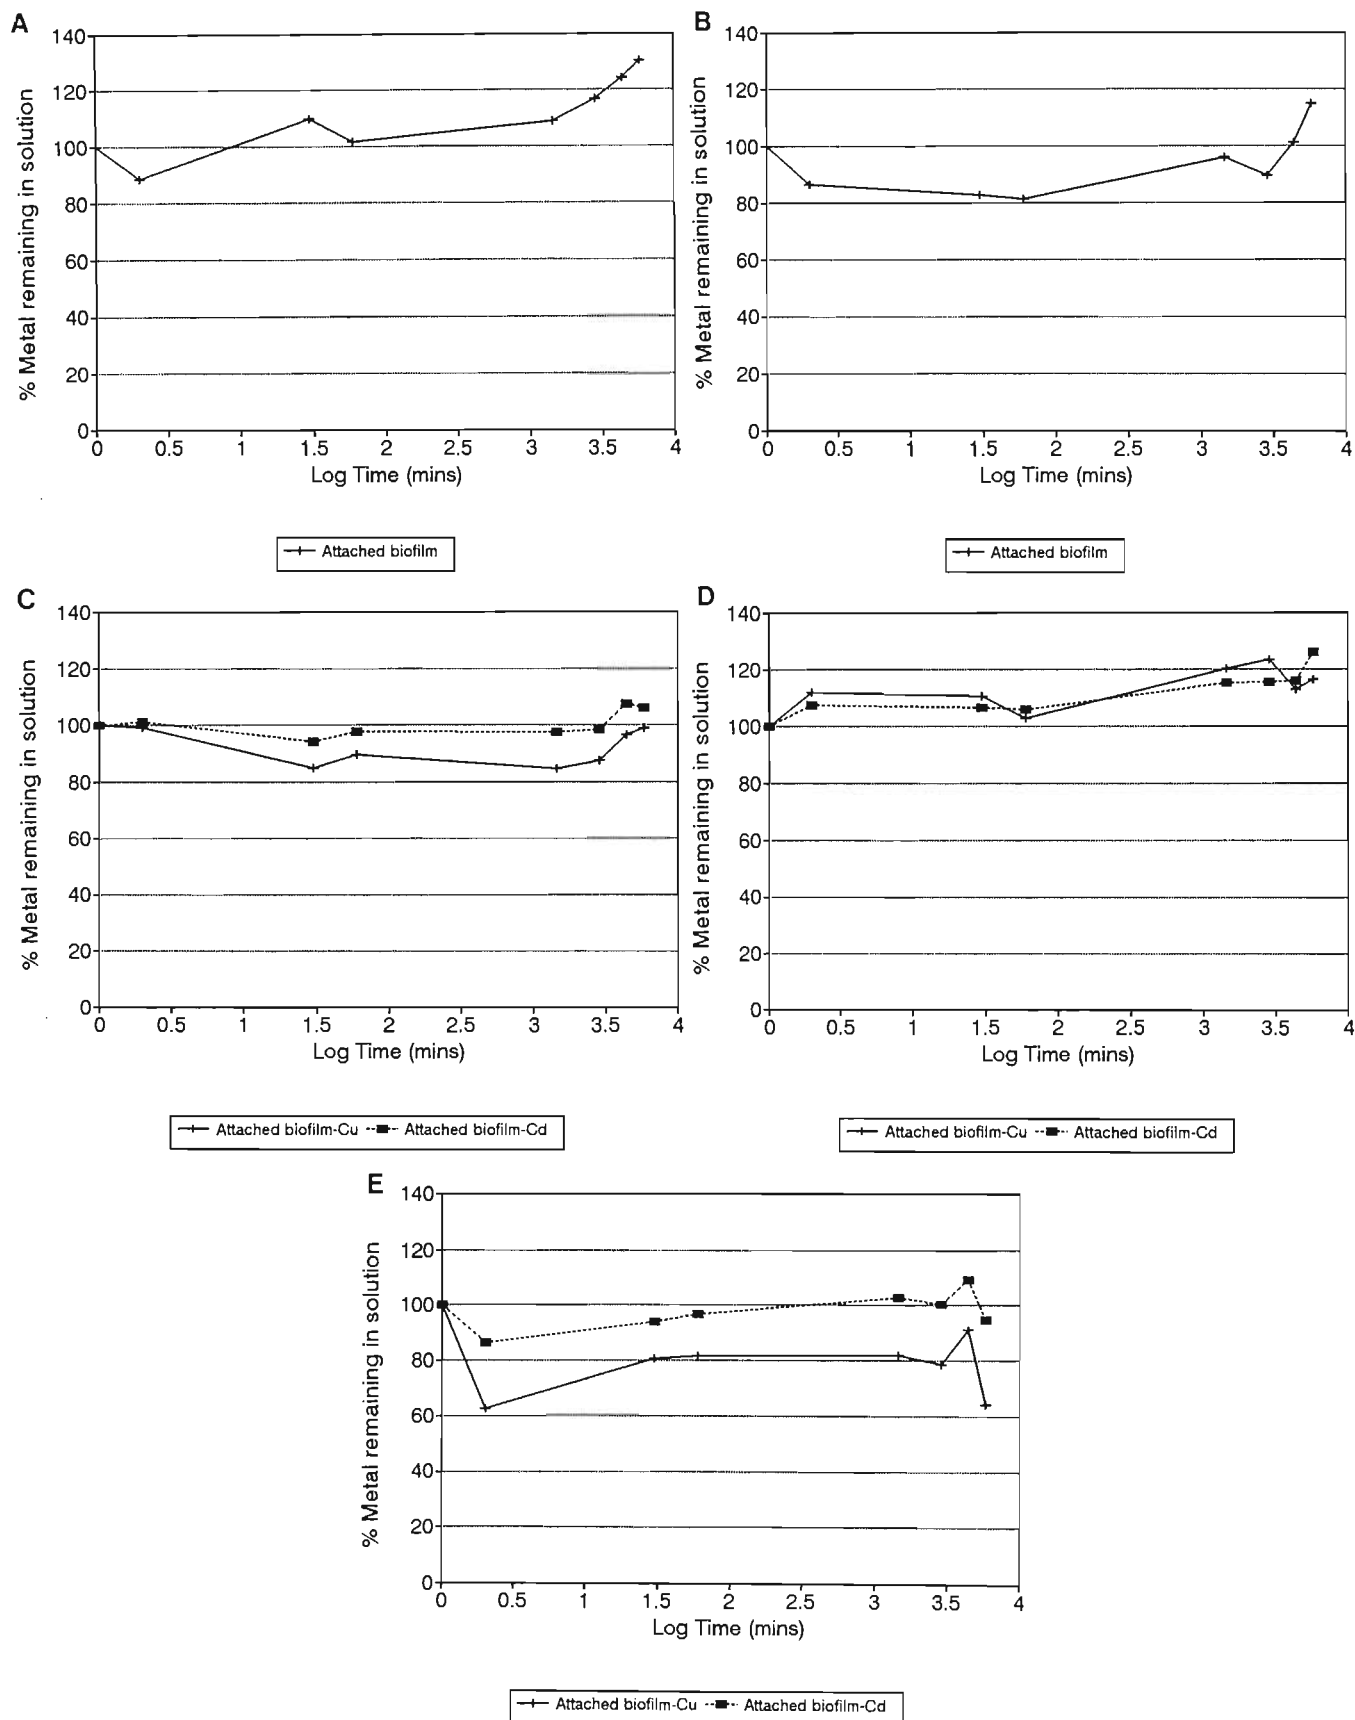 A
140
120
100
80
60
40
20
0
% Metal remaining in solution
0 0.5 1 1.5 2 2.5 3 3.5 4
Log Time (mins)
Attached biofilm
B
140
120
100
80
60
40
20
0
% Metal remaining in solution
0 0.5 1 1.5 2 2.5 3 3.5 4
Log Time (mins)
Attached biofilm
C
140
120
100
80
60
40
20
0
% Metal remaining in solution
0 0.5 1 1.5 2 2.5 3 3.5 4
Log Time (mins)
Attached biofilm-Cu Attached biofilm-Cd
D
140
120
100
80
60
40
20
0
% Metal remaining in solution
0 0.5 1 1.5 2 2.5 3 3.5 4
Log Time (mins)
Attached biofilm-Cu Attached biofilm-Cd
E
140
120
100
80
60
40
20
0
% Metal remaining in solution
0 0.5 1 1.5 2 2.5 3 3.5 4
Log Time (mins)
Attached biofilm-Cu Attached biofilm-Cd